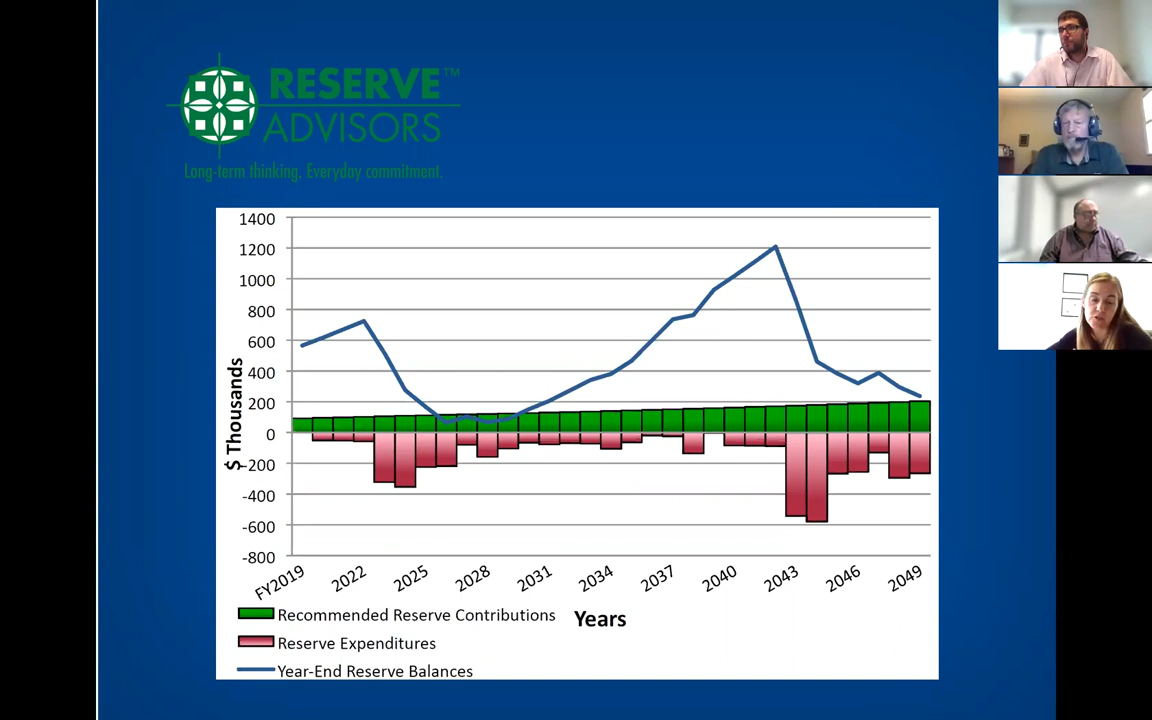 RESERVE™
ADVISORS
Long-term thinking. Everyday commitment.
1400
1200
1000
800
600
400
200
0
-200
-400
-600
-800
$ Thousands
FY2019 2022 2025 2028 2031 2034 2037 2040 2043 2046 2049
Years
Recommended Reserve Contributions
Reserve Expenditures
Year-End Reserve Balances